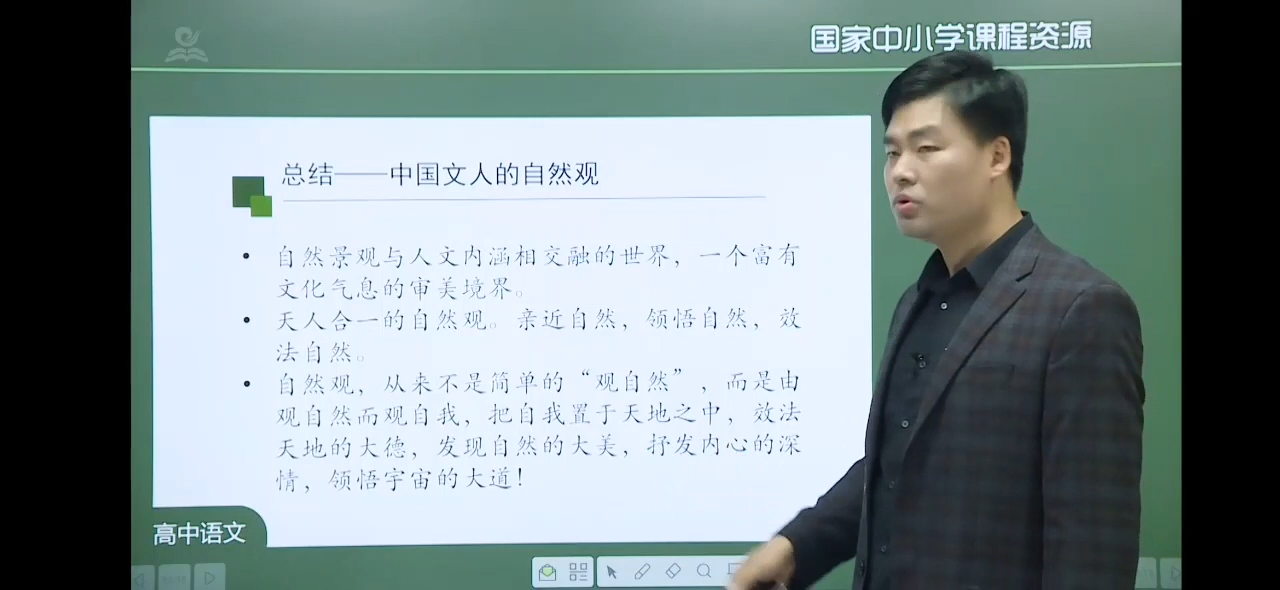 国家中小学课程资源
总结——中国文人的自然观
• 自然景观与人文内涵相交融的世界，一个富有
文化气息的审美境界。
• 天人合一的自然观。亲近自然，领悟自然，效
法自然。
• 自然观，从来不是简单的“观自然”，而是由
观自然而观自我，把自我置于天地之中，效法
天地的大德，发现自然的大美，抒发内心的深
情，领悟宇宙的大道！
高中语文